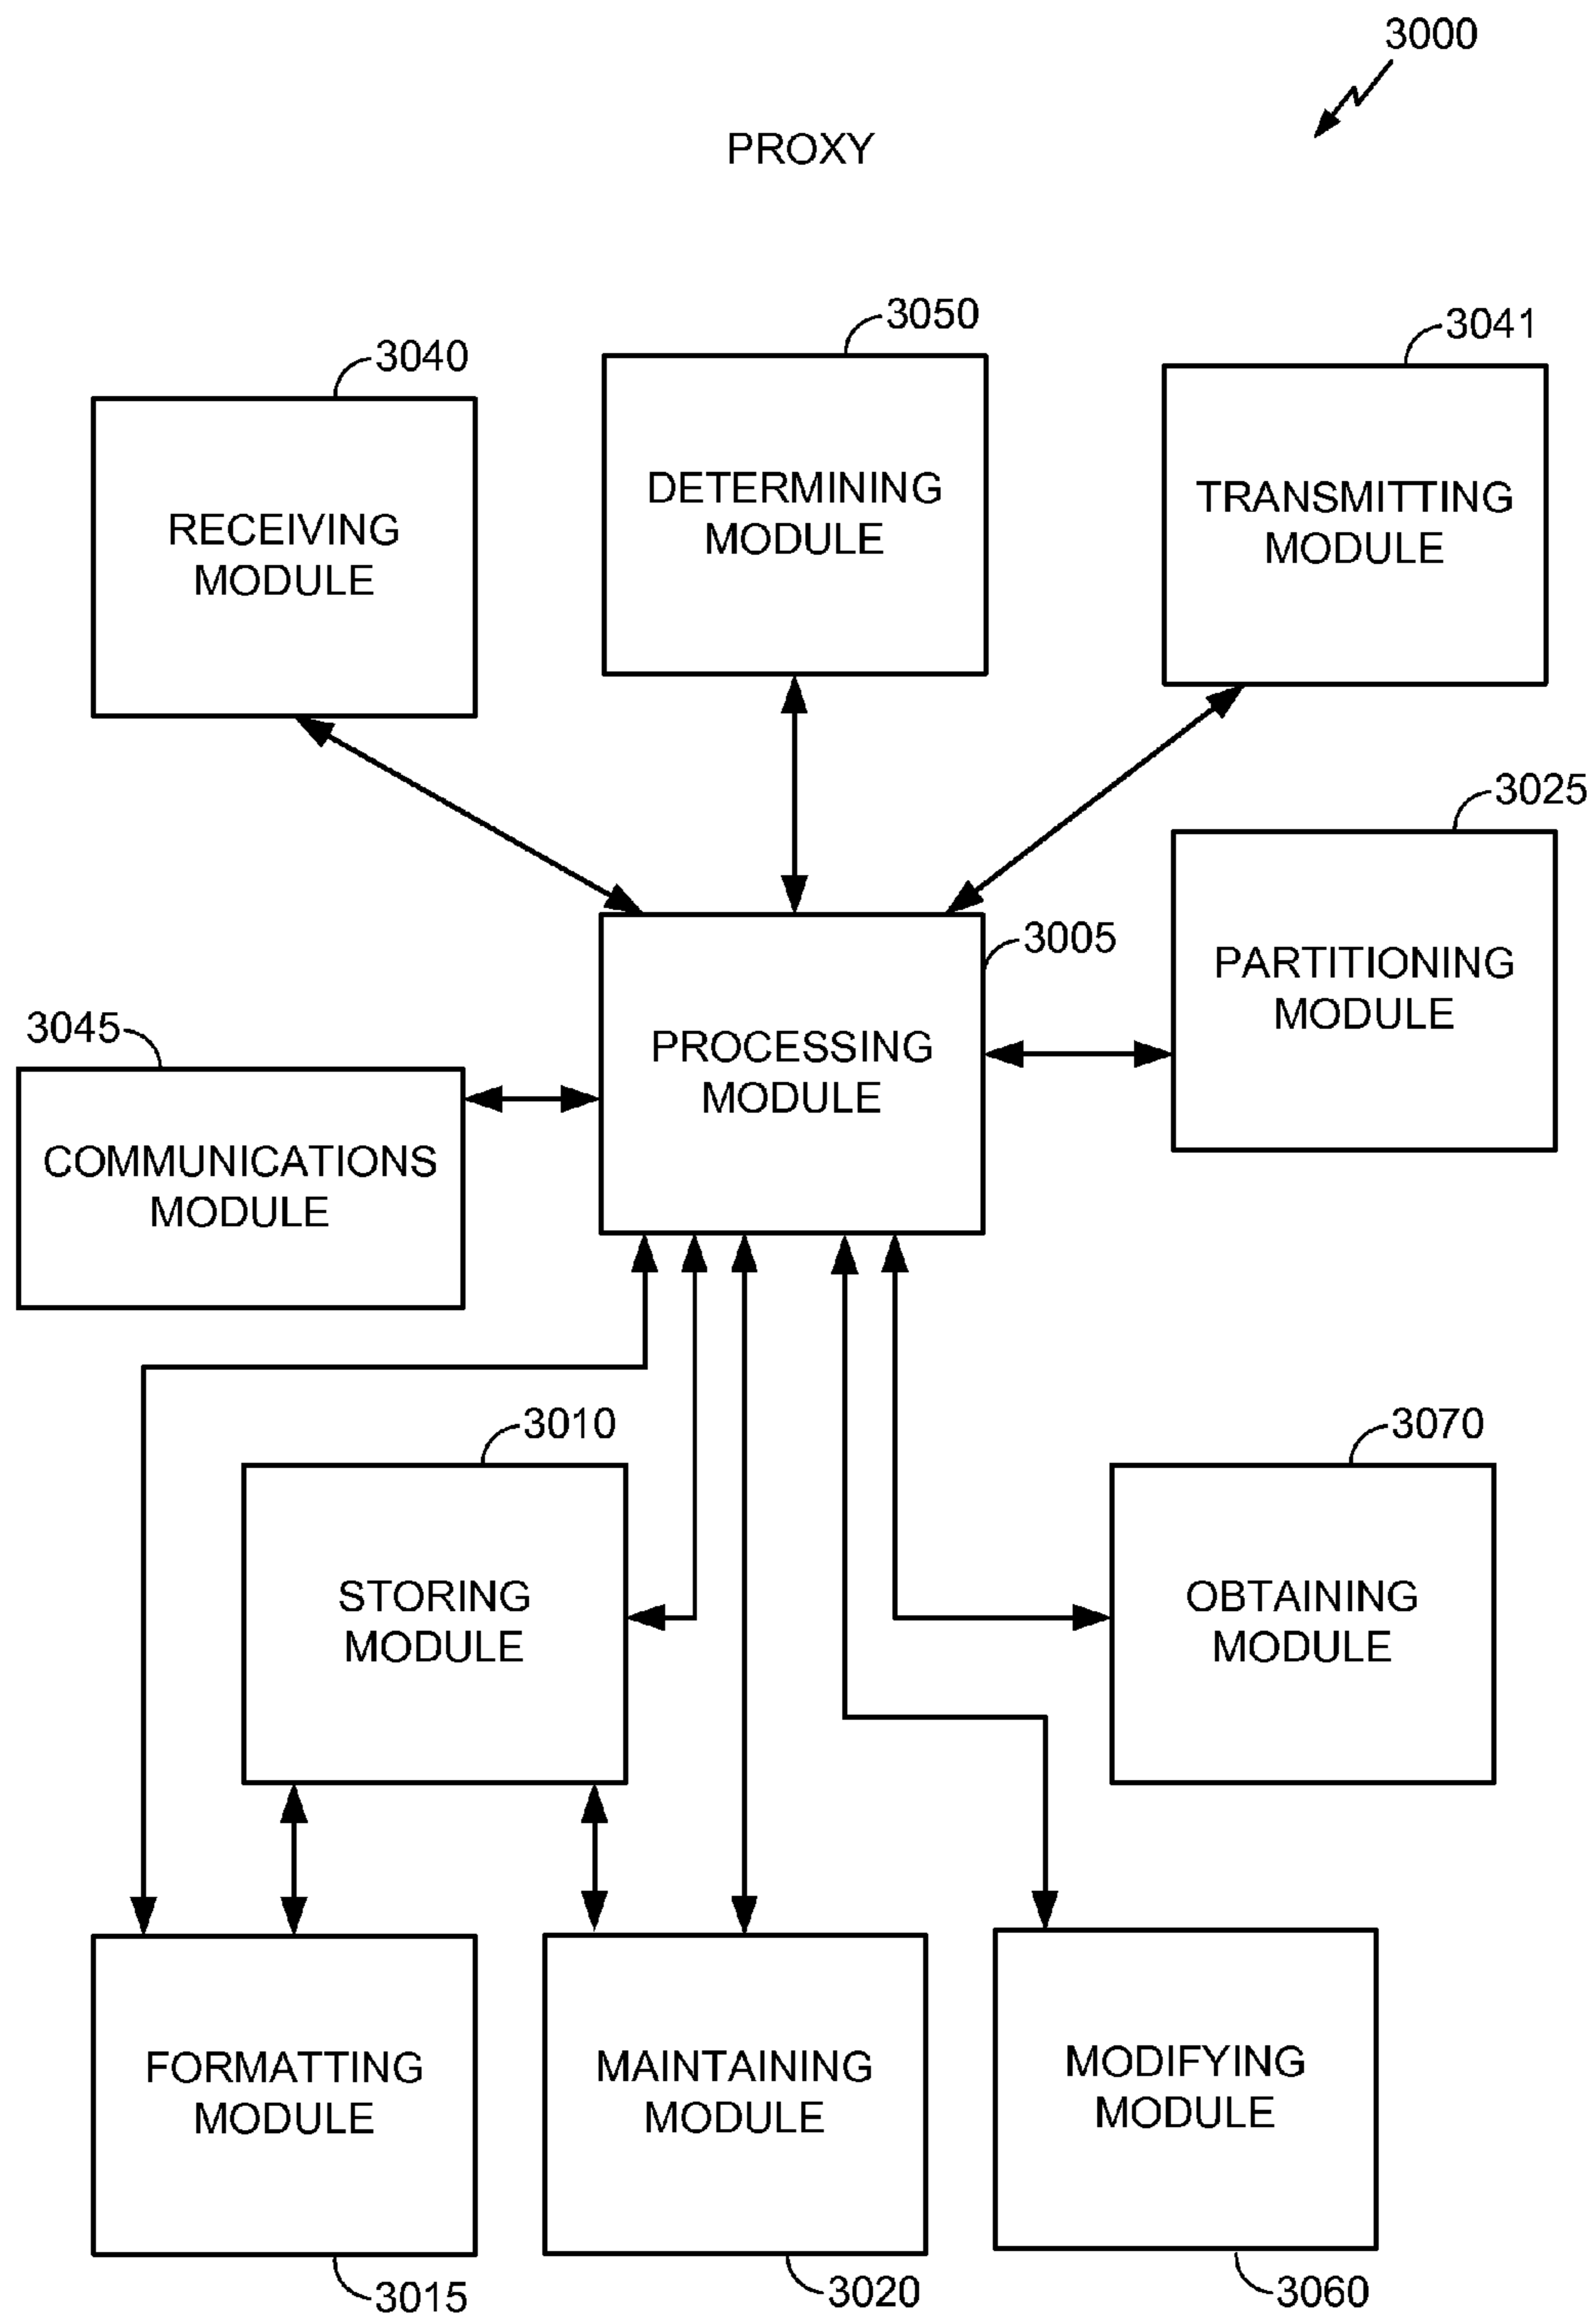 3000
PROXY
3050
3041
3040
DETERMINING
MODULE
TRANSMITTING
MODULE
RECEIVING
MODULE
3025
3005
PARTITIONING
MODULE
3045
PROCESSING
MODULE
COMMUNICATIONS
MODULE
3010
3070
STORING
MODULE
OBTAINING
MODULE
FORMATTING
MODULE
MAINTAINING
MODULE
MODIFYING
MODULE
3015
3020
3060